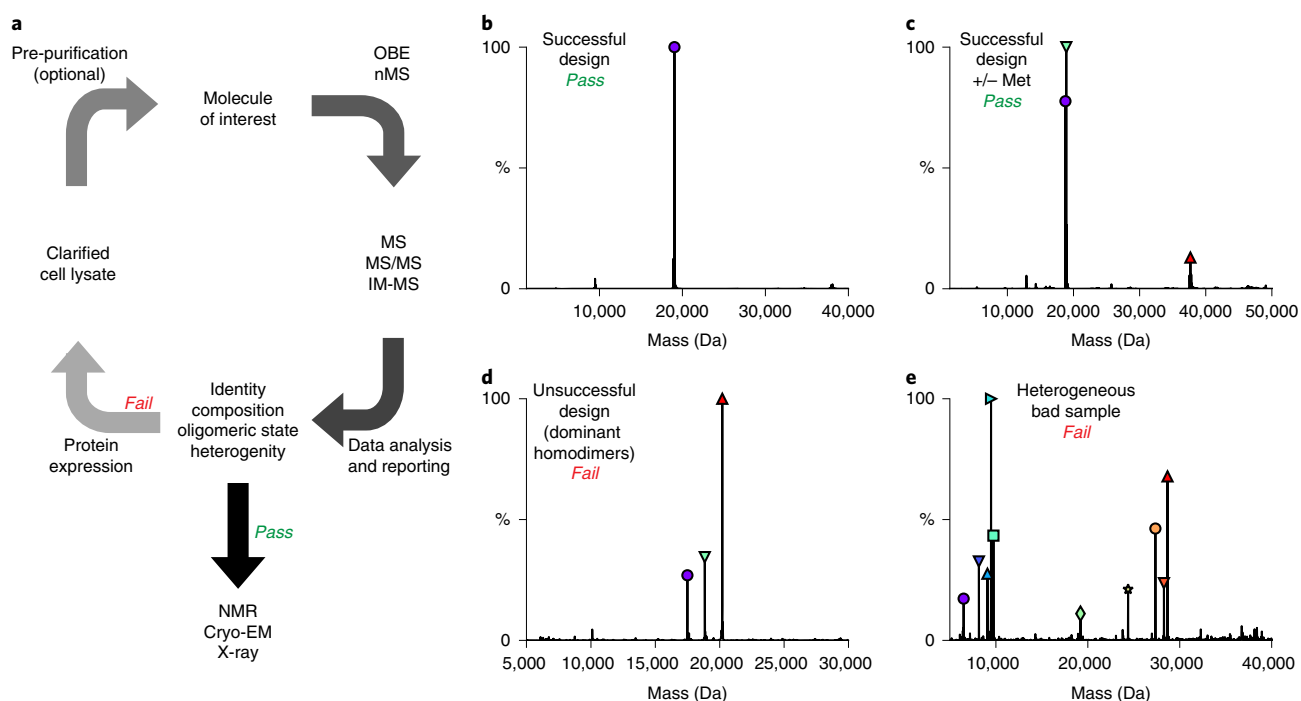 a
Pre-purification
(optional)
OBE
nMS
Molecule
of interest
Clarified
cell lysate
MS
MS/MS
IM-MS
Fail
Identity
composition
oligomeric state
heterogenity
Protein
expression
Data analysis
and reporting
Pass
NMR
Cryo-EM
X-ray
b
Successful
design
Pass
100
%
0
10,000 20,000 30,000 40,000
Mass (Da)
c
Successful
design
+/– Met
Pass
100
%
0
10,000 20,000 30,000 40,000 50,000
Mass (Da)
d
Unsuccessful
design
(dominant
homodimers)
Fail
100
%
0
5,000 10,000 15,000 20,000 25,000 30,000
Mass (Da)
e
Heterogeneous
bad sample
Fail
100
%
0
10,000 20,000 30,000 40,000
Mass (Da)